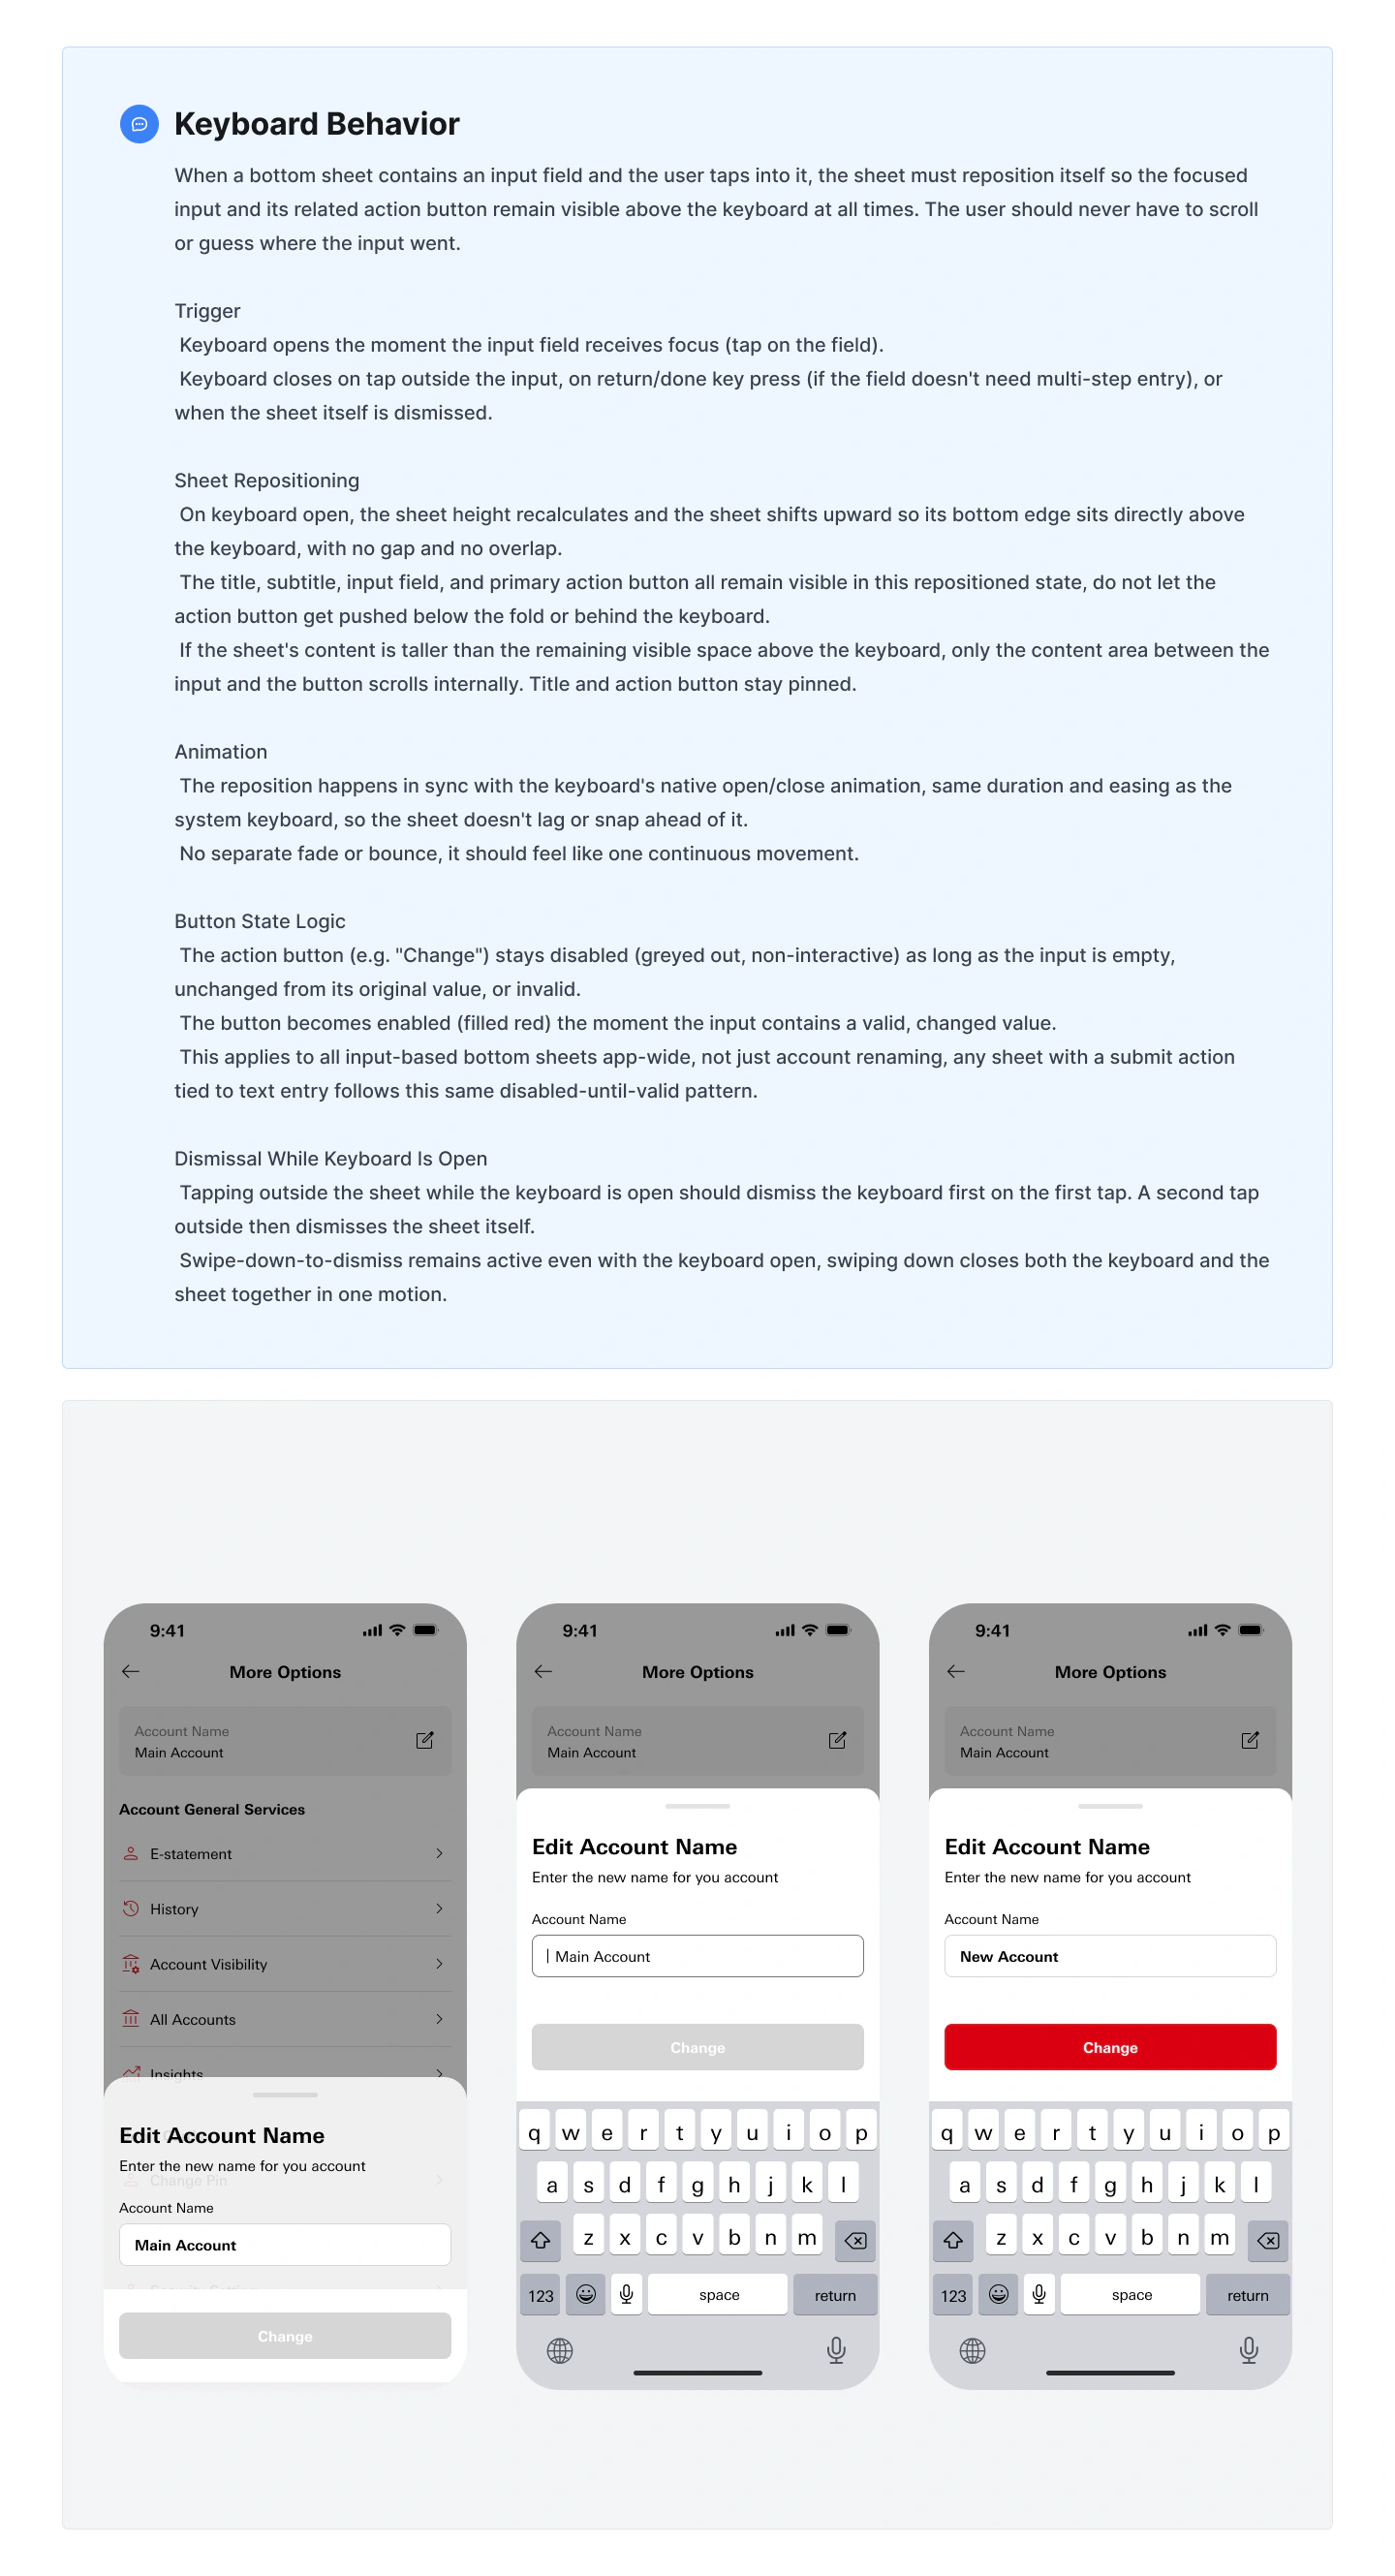 Keyboard Behavior
When a bottom sheet contains an input field and the user taps into it, the sheet must reposition itself so the focused
input and its related action button remain visible above the keyboard at all times. The user should never have to scroll
or guess where the input went.
Trigger
Keyboard opens the moment the input field receives focus (tap on the field).
Keyboard closes on tap outside the input, on return/done key press (if the field doesn't need multi-step entry), or
when the sheet itself is dismissed.
Sheet Repositioning
On keyboard open, the sheet height recalculates and the sheet shifts upward so its bottom edge sits directly above
the keyboard, with no gap and no overlap.
The title, subtitle, input field, and primary action button all remain visible in this repositioned state, do not let the
action button get pushed below the fold or behind the keyboard.
If the sheet's content is taller than the remaining visible space above the keyboard, only the content area between the
input and the button scrolls internally. Title and action button stay pinned.
Animation
The reposition happens in sync with the keyboard's native open/close animation, same duration and easing as the
system keyboard, so the sheet doesn't lag or snap ahead of it.
No separate fade or bounce, it should feel like one continuous movement.
Button State Logic
The action button (e.g. "Change") stays disabled (greyed out, non-interactive) as long as the input is empty,
unchanged from its original value, or invalid.
The button becomes enabled (filled red) the moment the input contains a valid, changed value.
This applies to all input-based bottom sheets app-wide, not just account renaming, any sheet with a submit action
tied to text entry follows this same disabled-until-valid pattern.
Dismissal While Keyboard Is Open
Tapping outside the sheet while the keyboard is open should dismiss the keyboard first on the first tap. A second tap
outside then dismisses the sheet itself.
Swipe-down-to-dismiss remains active even with the keyboard open, swiping down closes both the keyboard and the
sheet together in one motion.
9:41
More Options
Account Name
Main Account
Account General Services
E-statement
History
Account Visibility
All Accounts
Insights
Edit Account Name
Enter the new name for you account
Change Pin
Account Name
Main Account
Security Setting
Change
9:41
More Options
Account Name
Main Account
Edit Account Name
Enter the new name for you account
Account Name
Main Account
Change
q w e r t y u i o p
a s d f g h j k l
z x c v b n m
123 space return
9:41
More Options
Account Name
Main Account
Edit Account Name
Enter the new name for you account
Account Name
New Account
Change
q w e r t y u i o p
a s d f g h j k l
z x c v b n m
123 space return